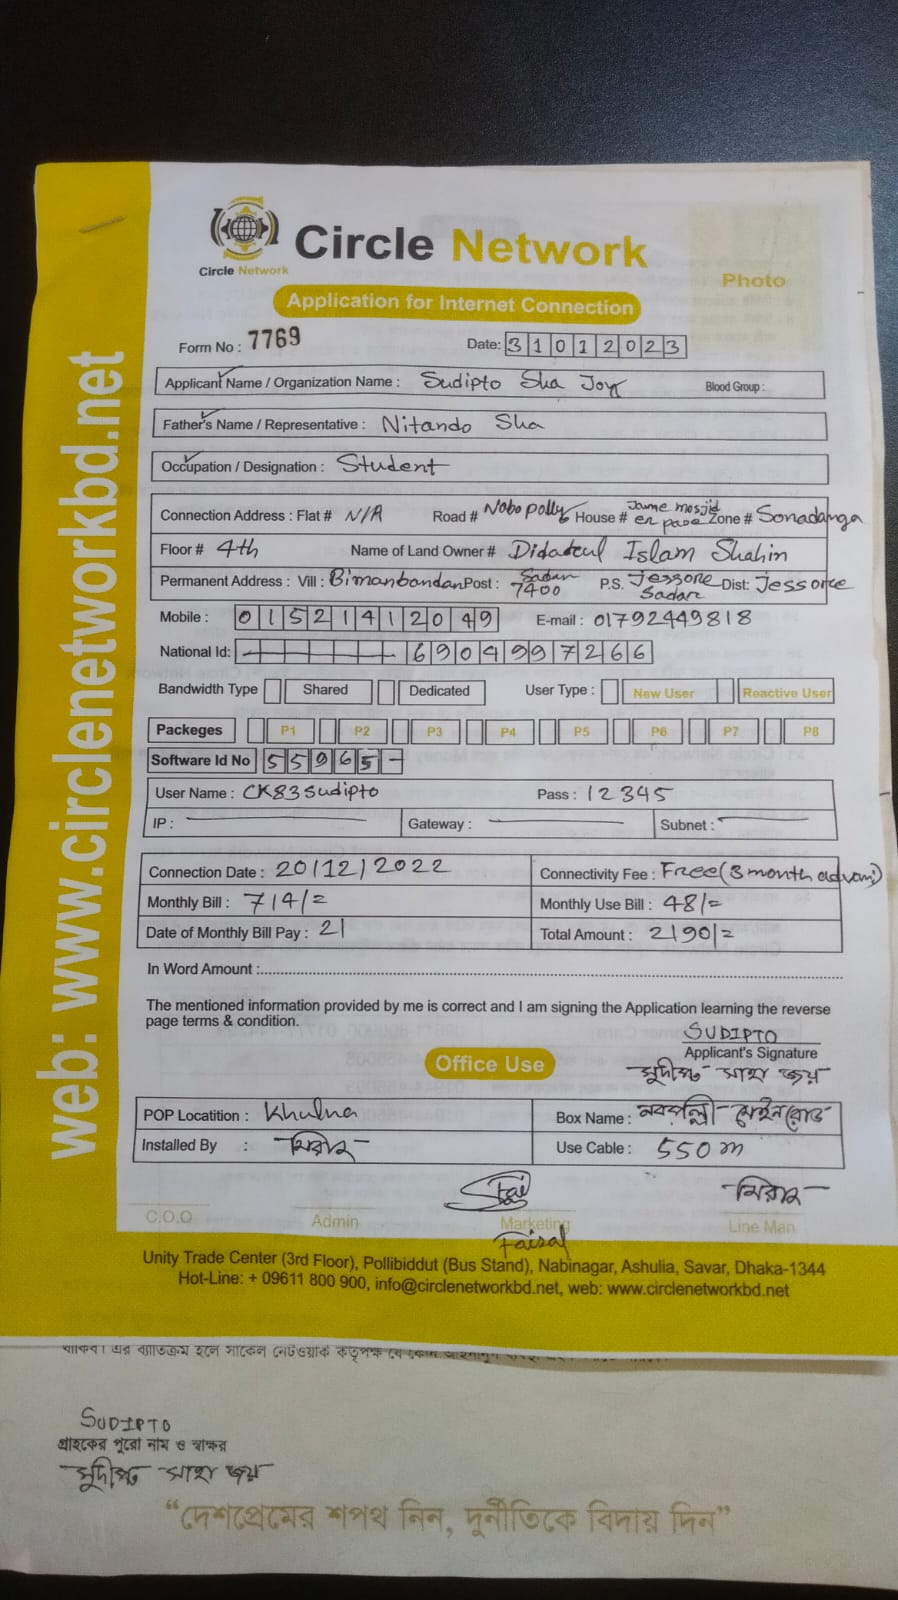 Circle Network
Circle Network
Photo
Application for Internet Connection
Form No : 7769
Date: 31012023
Applicant Name / Organization Name : Sudipto Sha Joy Blood Group :
Father's Name / Representative : Nitando Sha
Occupation / Designation : Student
Connection Address : Flat # N/A Road # Nobo polly House # Jame mosjid er pase Zone # Sonadanga
Floor # 4th Name of Land Owner # Didatul Islam Shahin
Permanent Address : Vill : Bimanbandar Post : Sadar 7400 P.S. Jessore Sadar Dist: Jessore
Mobile : 01521412049 E-mail : 01792449818
National Id: 6904997266
Bandwidth Type Shared Dedicated User Type : New User Reactive User
Packeges P1 P2 P3 P4 P5 P6 P7 P8
Software Id No 55965-
User Name : CK83Sudipto Pass : 12345
IP : Gateway : Subnet :
Connection Date : 20/12/2022 Connectivity Fee : Free (3 month advanj)
Monthly Bill : 714/= Monthly Use Bill : 48/=
Date of Monthly Bill Pay : 21 Total Amount : 2190/=
In Word Amount :
The mentioned information provided by me is correct and I am signing the Application learning the reverse
page terms & condition.
SUDIPTO
Applicant's Signature
সুদীপ্ত সাহা জয়
Office Use
POP Locatition : Khulna Box Name : নবপল্লী মেইনরোড
Installed By : মিরাজ Use Cable : 550 m
মিরাজ
C.O.O Admin Marketing Line Man
Faisal
Unity Trade Center (3rd Floor), Pollibiddut (Bus Stand), Nabinagar, Ashulia, Savar, Dhaka-1344
Hot-Line: + 09611 800 900, info@circlenetworkbd.net, web: www.circlenetworkbd.net
web: www.circlenetworkbd.net
SUDIPTO
গ্রাহকের পুরো নাম ও স্বাক্ষর
সুদীপ্ত সাহা জয়
“দেশপ্রেমের শপথ নিন, দুর্নীতিকে বিদায় দিন”